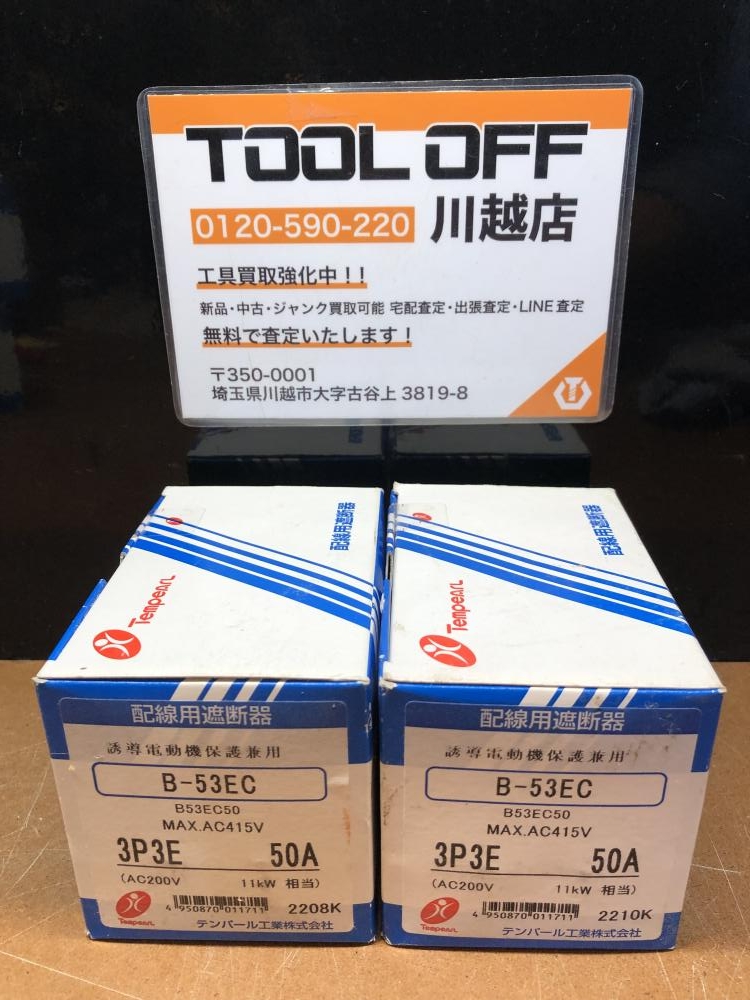 TOOL OFF
0120-590-220 川越店
工具買取強化中!!
新品・中古・ジャンク買取可能 宅配査定・出張査定・LINE査定
無料で査定いたします!
〒350-0001
埼玉県川越市大字古谷上 3819-8
配線用遮断器
Tempearl
配線用遮断器
誘導電動機保護兼用
B-53EC
B53EC50
MAX.AC415V
3P3E 50A
(AC200V 11kW 相当)
4 950870 011711
2208K
Tempearl
テンパール工業株式会社
配線用遮断器
Tempearl
配線用遮断器
誘導電動機保護兼用
B-53EC
B53EC50
MAX.AC415V
3P3E 50A
(AC200V 11kW 相当)
4 950870 011711
2210K
Tempearl
テンパール工業株式会社